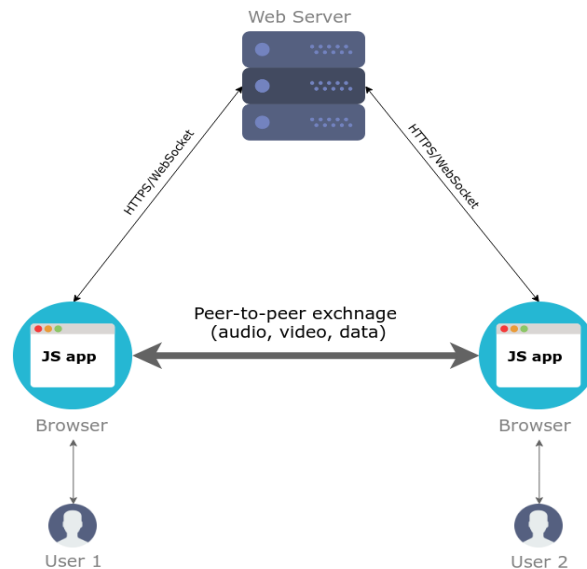 Web Server
HTTPS/WebSocket
HTTPS/WebSocket
Peer-to-peer exchnage
(audio, video, data)
JS app
JS app
Browser
Browser
User 1
User 2